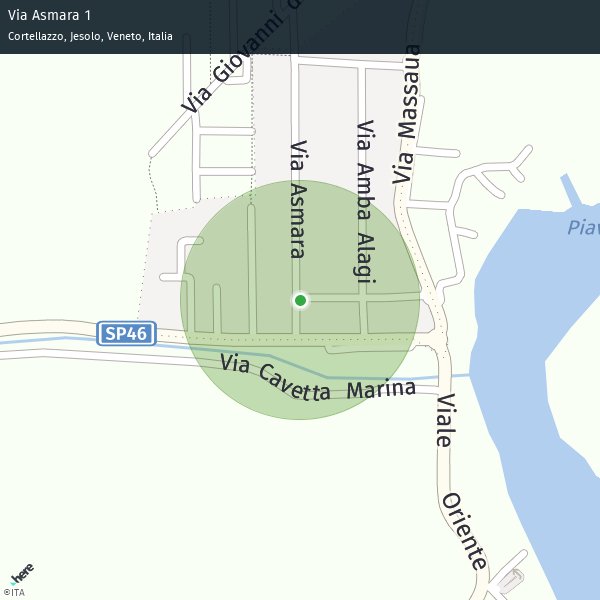 Via Asmara 1
Cortellazzo, Jesolo, Veneto, Italia
Via Giovanni d
Via Massaua
Via Asmara
Via Amba Alagi
Piav
SP46
Via Cavetta Marina
Viale Oriente
here
©ITA